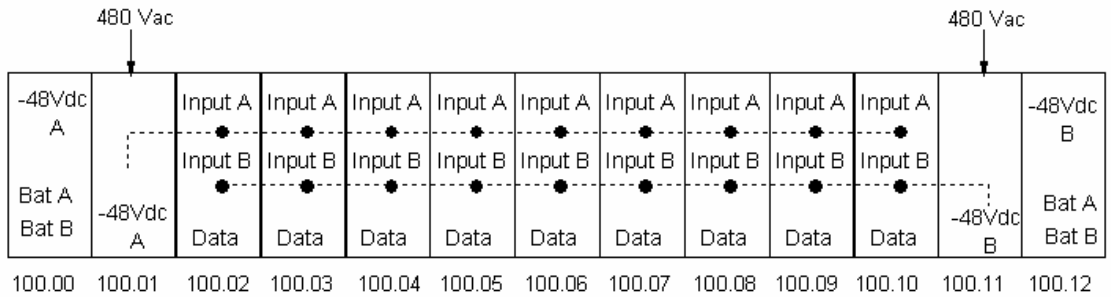 480 Vac 480 Vac
-48Vdc Input A Input A Input A Input A Input A Input A Input A Input A Input A -48Vdc
A B
Input B Input B Input B Input B Input B Input B Input B Input B Input B
Bat A -48Vdc -48Vdc Bat A
Bat B A Data Data Data Data Data Data Data Data Data B Bat B
100.00 100.01 100.02 100.03 100.04 100.05 100.06 100.07 100.08 100.09 100.10 100.11 100.12